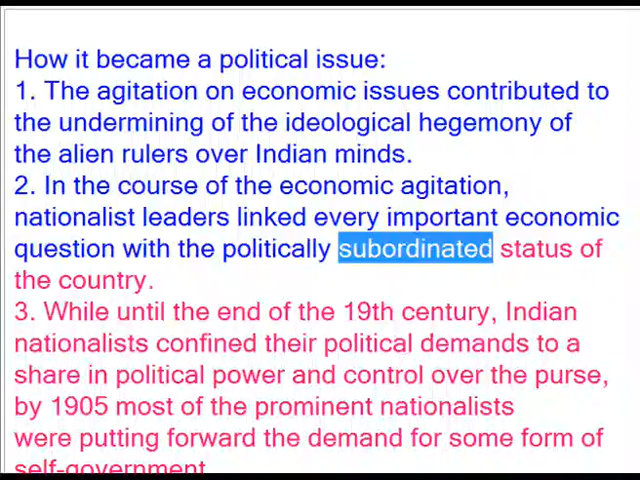 How it became a political issue:
1. The agitation on economic issues contributed to
the undermining of the ideological hegemony of
the alien rulers over Indian minds.
2. In the course of the economic agitation,
nationalist leaders linked every important economic
question with the politically subordinated status of
the country.
3. While until the end of the 19th century, Indian
nationalists confined their political demands to a
share in political power and control over the purse,
by 1905 most of the prominent nationalists
were putting forward the demand for some form of
self-government